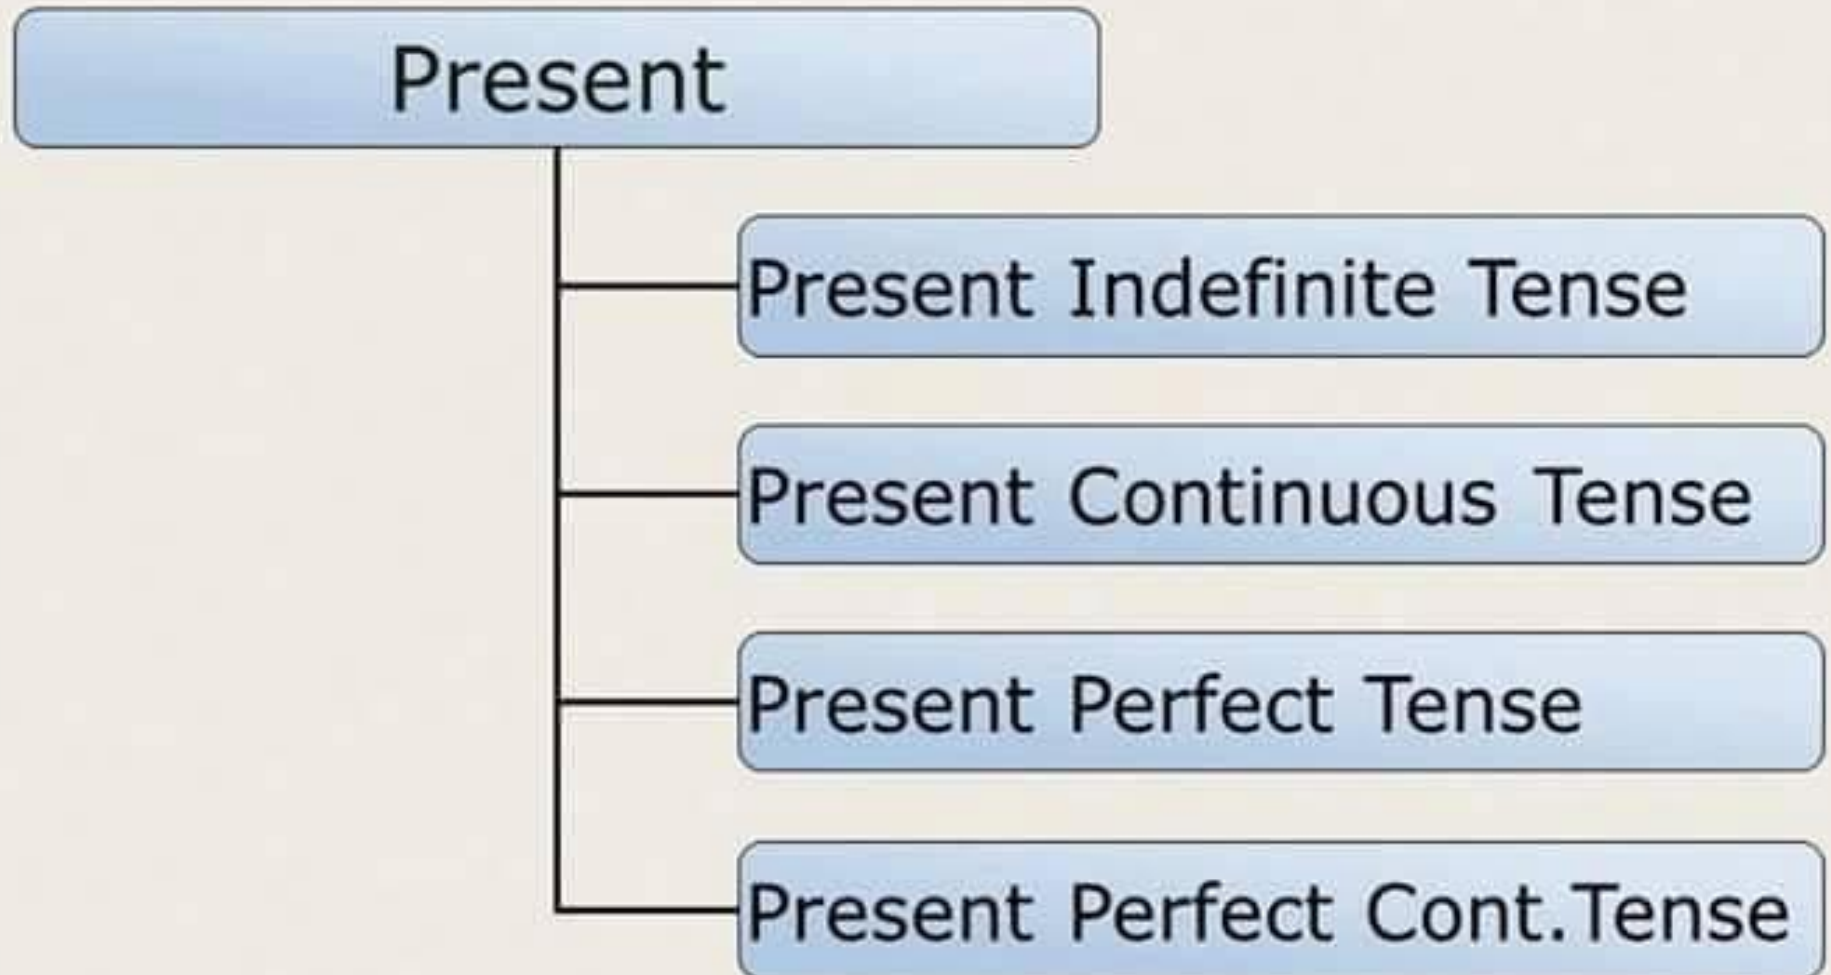 Present
Present Indefinite Tense
Present Continuous Tense
Present Perfect Tense
Present Perfect Cont.Tense